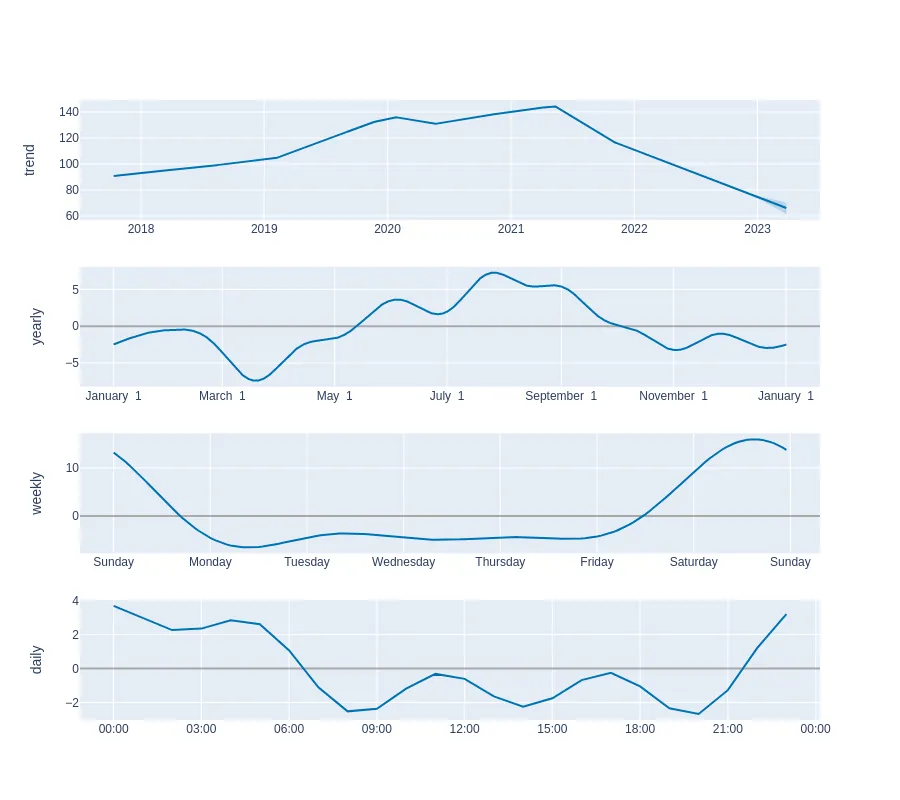 trend
140
120
100
80
60
2018 2019 2020 2021 2022 2023
yearly
5
0
−5
January 1 March 1 May 1 July 1 September 1 November 1 January 1
weekly
10
0
Sunday Monday Tuesday Wednesday Thursday Friday Saturday Sunday
daily
4
2
0
−2
00:00 03:00 06:00 09:00 12:00 15:00 18:00 21:00 00:00